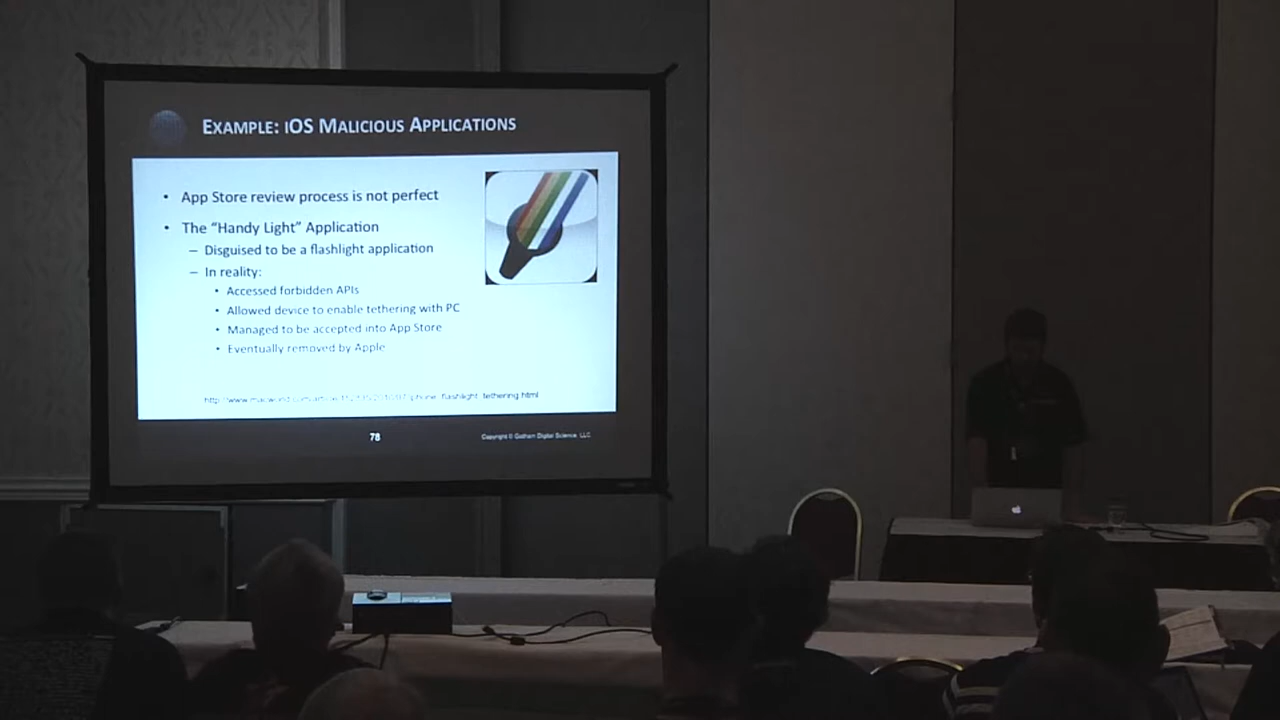 EXAMPLE: IOS MALICIOUS APPLICATIONS
• App Store review process is not perfect
• The “Handy Light” Application
– Disguised to be a flashlight application
– In reality:
• Accessed forbidden APIs
• Allowed device to enable tethering with PC
• Managed to be accepted into App Store
• Eventually removed by Apple
78
Copyright © Gotham Digital Science, LLC